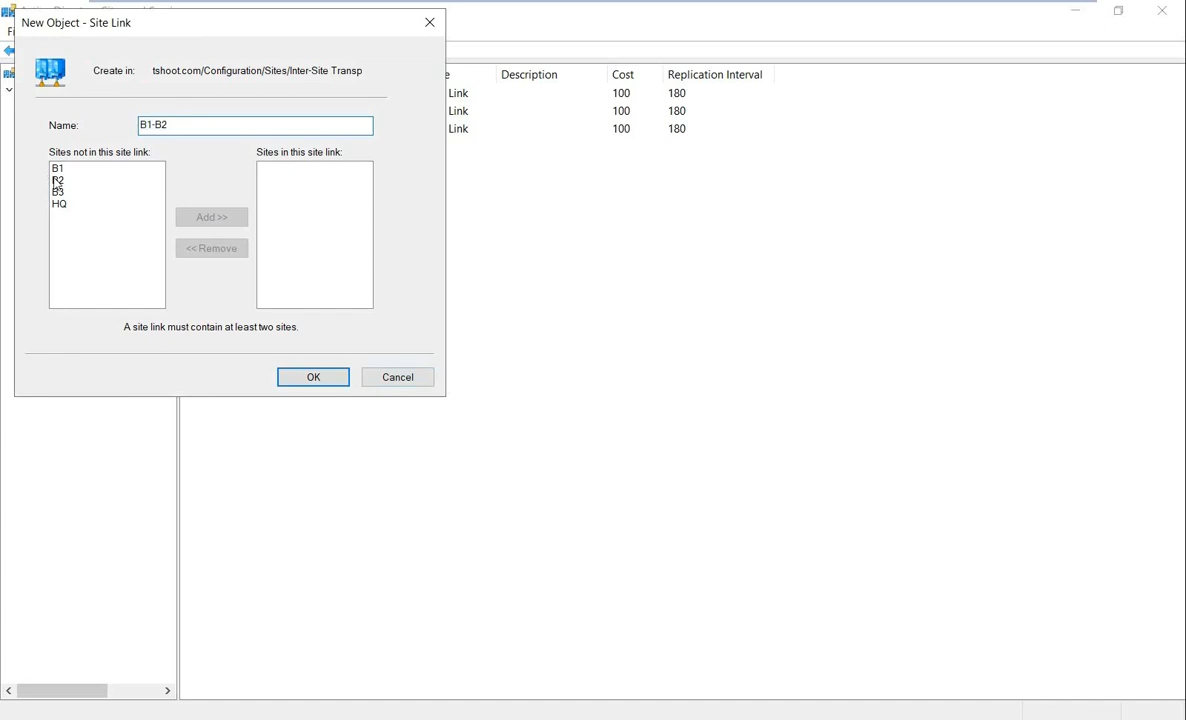 New Object - Site Link
Create in: tshoot.com/Configuration/Sites/Inter-Site Transp
Name: B1-B2
Sites not in this site link: Sites in this site link:
B1
B2
B3
HQ
Add >>
<< Remove
A site link must contain at least two sites.
OK Cancel
Description Cost Replication Interval
Link 100 180
Link 100 180
Link 100 180